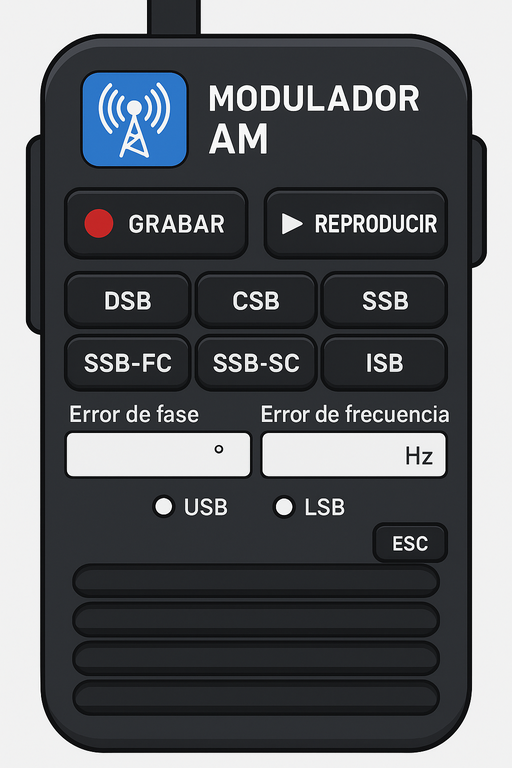 MODULADOR
AM
GRABAR
REPRODUCIR
DSB
CSB
SSB
SSB-FC
SSB-SC
ISB
Error de fase
Error de frecuencia
°
Hz
USB
LSB
ESC